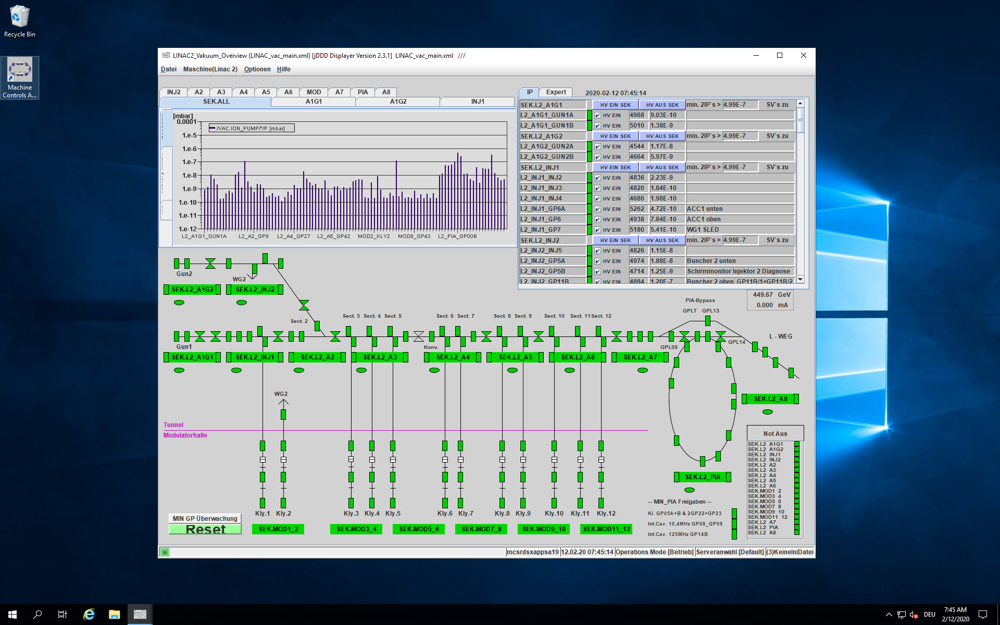 Recycle Bin
Machine
Controls A...
LINAC2_Vakuum_Overview (LINAC_vac_main.xml) [jDDD Displayer Version 2.3.1]  LINAC_vac_main.xml   ///
Datei Maschine(Linac 2) Optionen Hilfe
INJ2 A2 A3 A4 A5 A6 MOD A7 PIA A8
SEK.ALL A1G1 A1G2 INJ1
[mbar]
0.0001
/VAC.ION_PUMP/*/P [mbar]
1.e-5
1.e-6
1.e-7
1.e-8
1.e-9
1.e-10
1.e-11
1.e-12
L2_A1G1_GUN1A L2_A2_GP9 L2_A4_GP27 L2_A5_GP42 MOD2_KLY2 MOD9_GP43 L2_PIA_GP00B
IP Expert 2020-02-12 07:45:14
SEK.L2_A1G1 HV EIN SEK HV AUS SEK min. 2IP`s > 4.99E-7 SV`s zu
L2_A1G1_GUN1A HV EIN 4968 9.03E-10
L2_A1G1_GUN1B HV EIN 5010 1.38E-9
SEK.L2_A1G2 HV EIN SEK HV AUS SEK min. 2IP`s > 4.99E-7 SV`s zu
L2_A1G2_GUN2A HV EIN 4544 1.17E-8
L2_A1G2_GUN2B HV EIN 4664 5.97E-9
SEK.L2_INJ1 HV EIN SEK HV AUS SEK min. 2IP`s > 4.99E-7 SV`s zu
L2_INJ1_INJ2 HV EIN 4836 2.23E-9
L2_INJ1_INJ3 HV EIN 4820 1.84E-10
L2_INJ1_INJ4 HV EIN 4686 1.98E-10
L2_INJ1_GP6A HV EIN 5262 4.72E-10 ACC1 unten
L2_INJ1_GP6 HV EIN 4938 7.84E-10 ACC1 oben
L2_INJ1_GP7 HV EIN 5180 5.41E-10 WG1 SLED
SEK.L2_INJ2 HV EIN SEK HV AUS SEK min. 2IP`s > 4.99E-7 SV`s zu
L2_INJ2_INJ5 HV EIN 4826 1.15E-8
L2_INJ2_GP5A HV EIN 4974 1.88E-8 Buncher 2 unten
L2_INJ2_GP5B HV EIN 4714 1.25E-9 Schirmmonitor Injektor 2 Diagnose
L2_INJ2_GP11B HV EIN 4884 1.20E-7 Buncher 2 oben, GP11B/1+GP11B/2
Gun2
WG2
SEK.L2_A1G2 SEK.L2_INJ2
449.67 GeV
0.000 mA
PIA-Bypass
GPLT GPL13
Sect. 2 Sect. 3 Sect. 4 Sect. 5 Sect. 6 Sect. 7 Sect. 8 Sect. 9 Sect. 10 Sect. 11 Sect. 12
L - WEG
Gun1 Konv. GPL09 GPL14
SEK.L2_A1G1 SEK.L2_INJ1 SEK.L2_A2 SEK.L2_A3 SEK.L2_A4 SEK.L2_A5 SEK.L2_A6 SEK.L2_A7
WG2
SEK.L2_A8
Tunnel
Modulatorhalle
Not Aus
SEK.L2 A1G1
SEK.L2 A1G2
SEK.L2 INJ1
SEK.L2 INJ2
SEK.L2 A2
SEK.L2 A3
SEK.L2 A4
SEK.L2 A5
SEK.L2 A6
SEK.MOD1 2
SEK.MOD3 4
SEK.MOD5 6
SEK.MOD7 8
SEK.MOD9 10
SEK.MOD11 12
SEK.L2 A7
SEK.L2 PIA
SEK.L2 A8
SEK.L2_PIA
-- MIN_PIA Freigaben --
Ki. GP05A+B & 2GP22+GP23
Int.Cav. 10,4MHz GP08_GP09
Int.Cav. 125MHz GP14B
Kly.1 Kly.2 Kly.3 Kly.4 Kly.5 Kly.6 Kly.7 Kly.8 Kly.9 Kly.10 Kly.11 Kly.12
MIN GP Überwachung
Reset
SEK.MOD1_2 SEK.MOD3_4 SEK.MOD5_6 SEK.MOD7_8 SEK.MOD9_10 SEK.MOD11_12
mcsrdsxappsa19 12.02.20 07:45:14 Operations Mode [Betrieb] Serveranwahl [Default] (3)KeineIniDatei
DEU
7:45 AM
2/12/2020